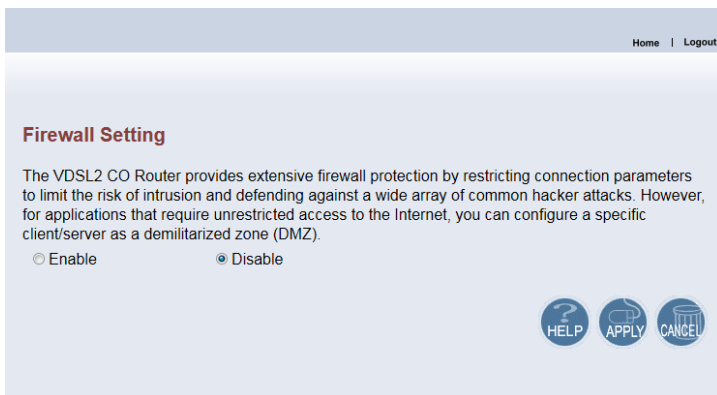 Home | Logout
Firewall Setting
The VDSL2 CO Router provides extensive firewall protection by restricting connection parameters
to limit the risk of intrusion and defending against a wide array of common hacker attacks. However,
for applications that require unrestricted access to the Internet, you can configure a specific
client/server as a demilitarized zone (DMZ).
Enable Disable
HELP APPLY CANCEL